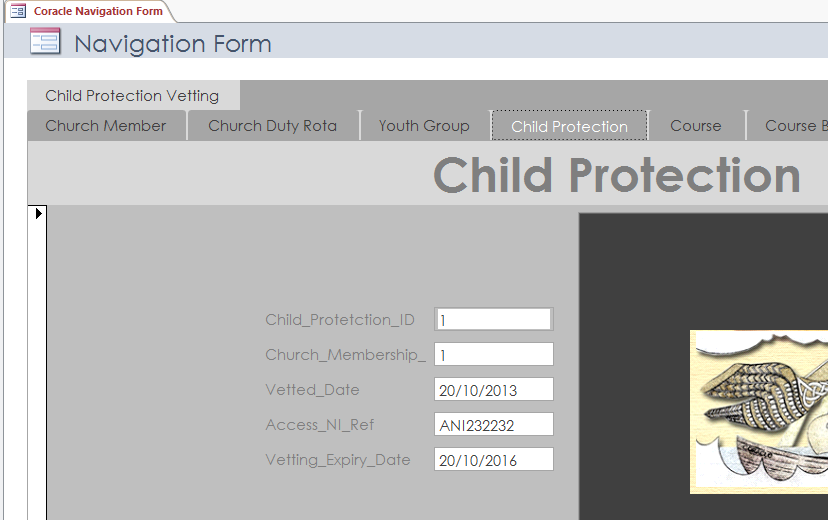 Coracle Navigation Form
Navigation Form
Child Protection Vetting
Church Member Church Duty Rota Youth Group Child Protection Course Course B
Child Protection
Child_Protetction_ID 1
Church_Membership_ 1
Vetted_Date 20/10/2013
Access_NI_Ref ANI232232
Vetting_Expiry_Date 20/10/2016